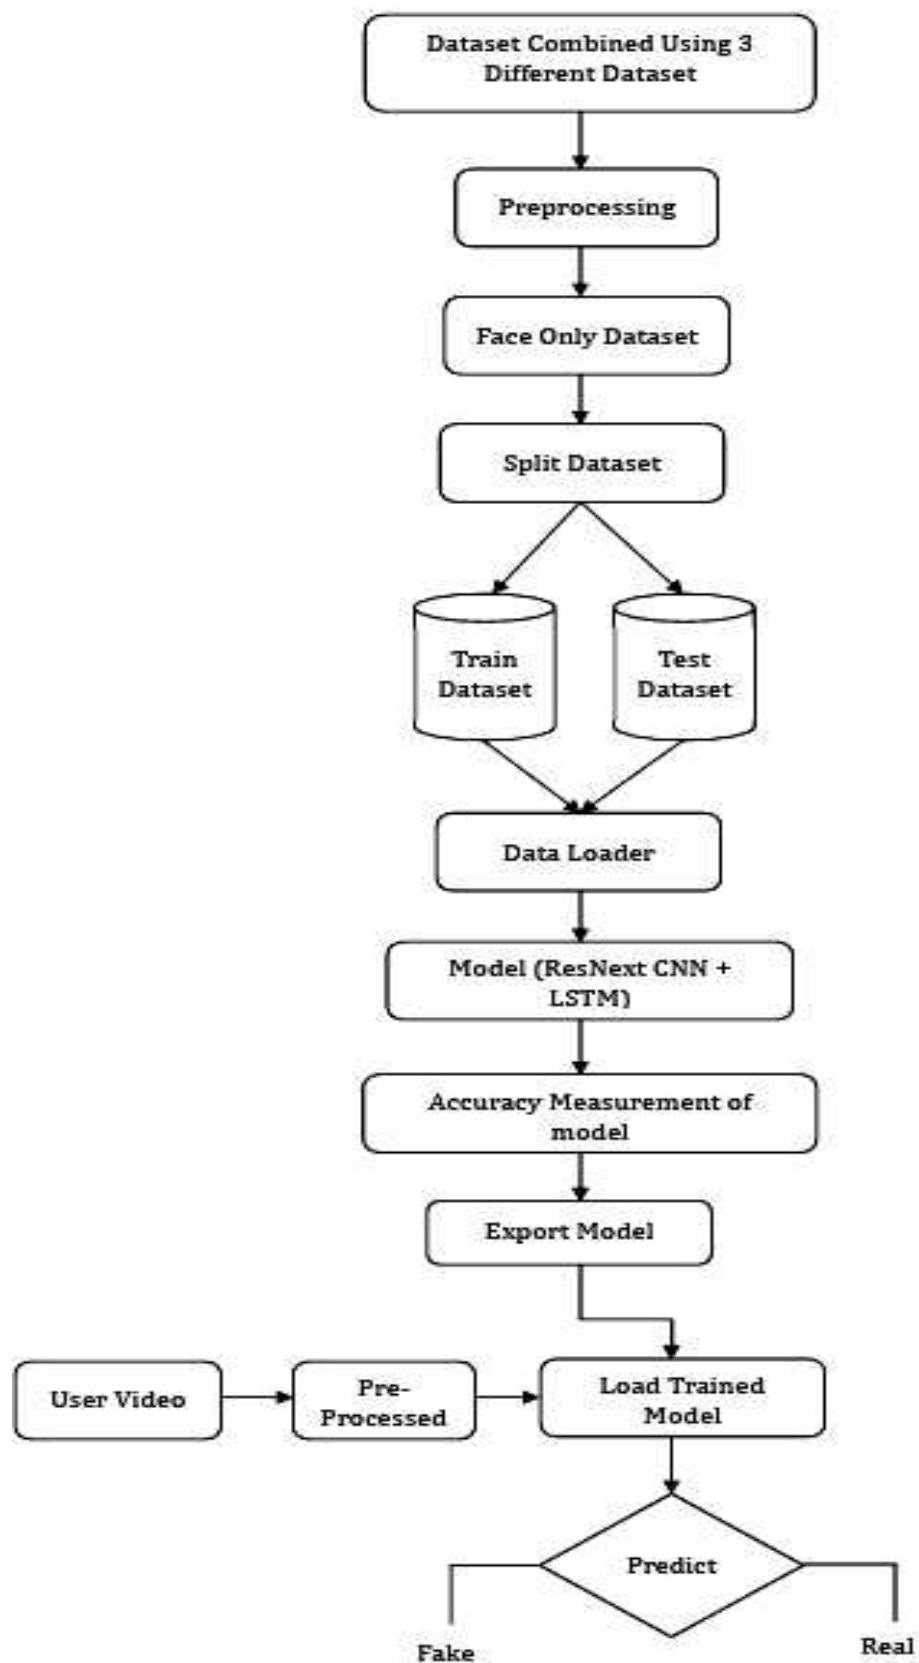 Dataset Combined Using 3
Different Dataset
Preprocessing
Face Only Dataset
Split Dataset
Train
Dataset
Test
Dataset
Data Loader
Model (ResNext CNN +
LSTM)
Accuracy Measurement of
model
Export Model
User Video
Pre-
Processed
Load Trained
Model
Predict
Fake
Real